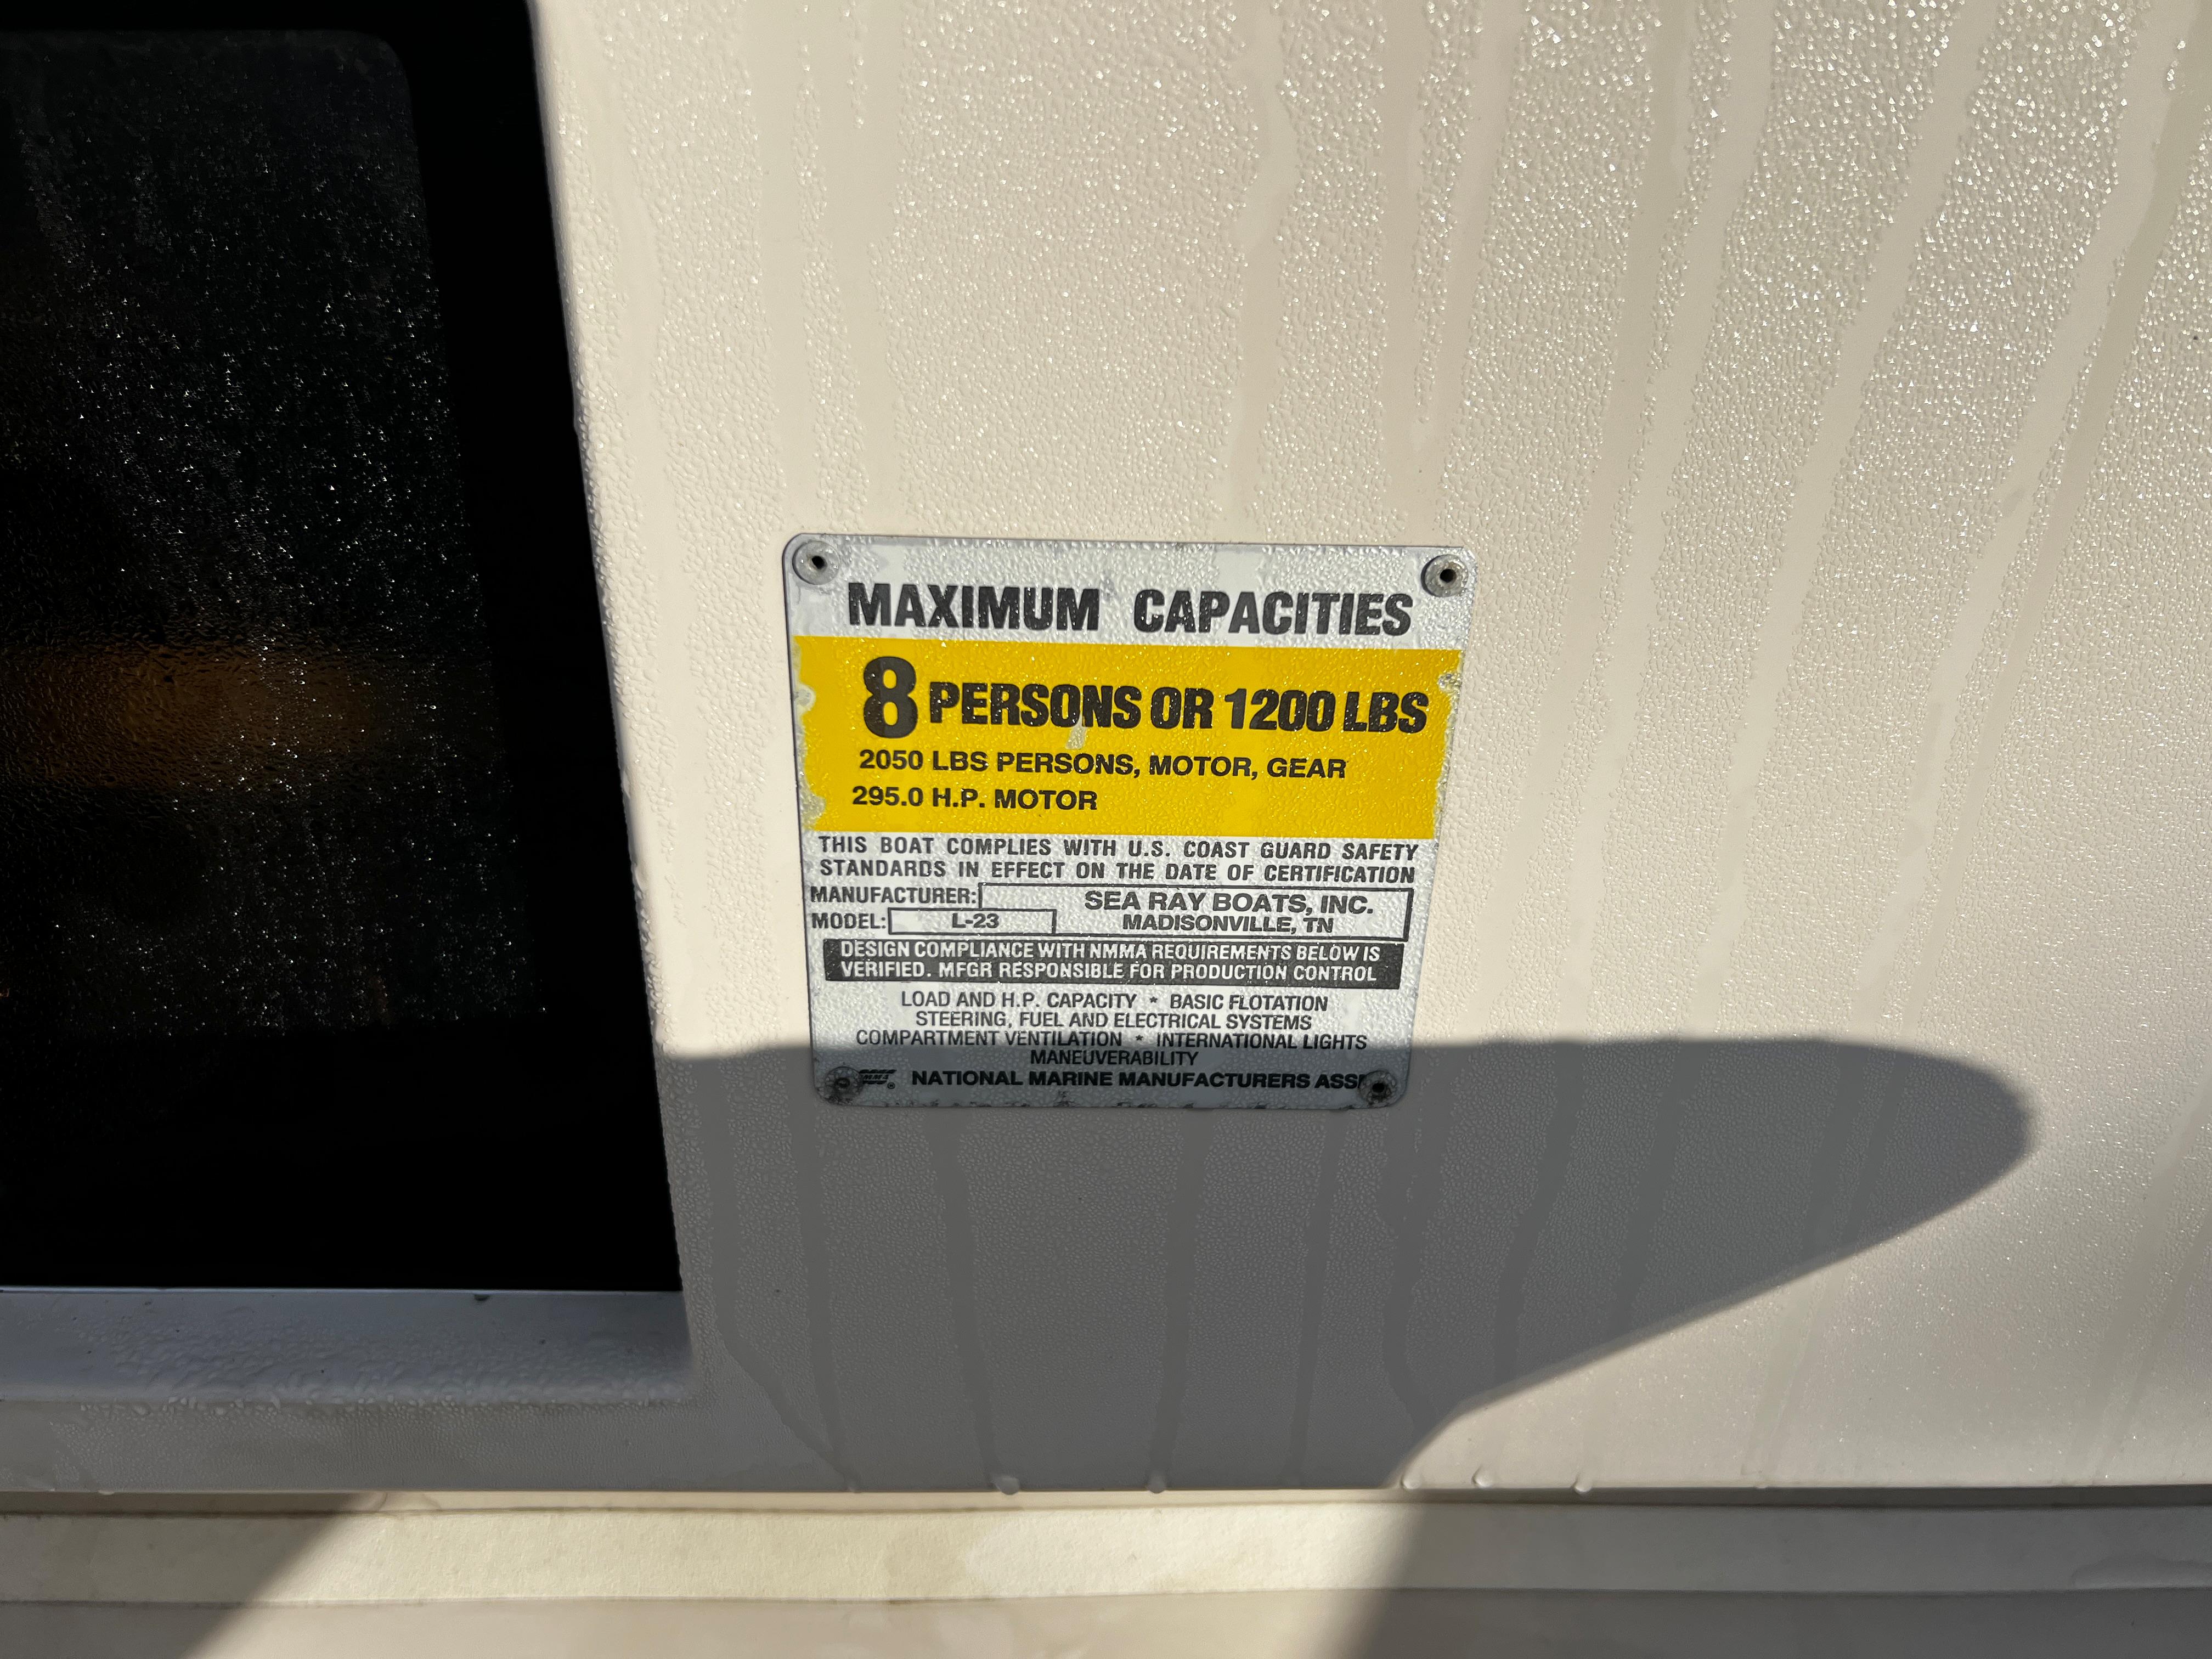 MAXIMUM CAPACITIES
8 PERSONS OR 1200 LBS
2050 LBS PERSONS, MOTOR, GEAR
295.0 H.P. MOTOR
THIS BOAT COMPLIES WITH U.S. COAST GUARD SAFETY
STANDARDS IN EFFECT ON THE DATE OF CERTIFICATION
MANUFACTURER: SEA RAY BOATS, INC.
MODEL: L-23 MADISONVILLE, TN
DESIGN COMPLIANCE WITH NMMA REQUIREMENTS BELOW IS
VERIFIED. MFGR RESPONSIBLE FOR PRODUCTION CONTROL
LOAD AND H.P. CAPACITY * BASIC FLOTATION
STEERING, FUEL AND ELECTRICAL SYSTEMS
COMPARTMENT VENTILATION * INTERNATIONAL LIGHTS
MANEUVERABILITY
® NATIONAL MARINE MANUFACTURERS